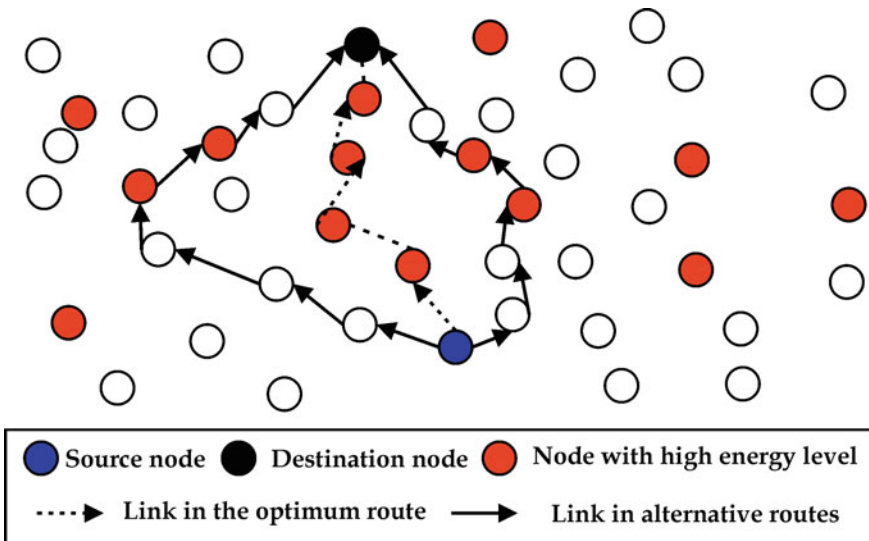 Source node Destination node Node with high energy level
Link in the optimum route Link in alternative routes